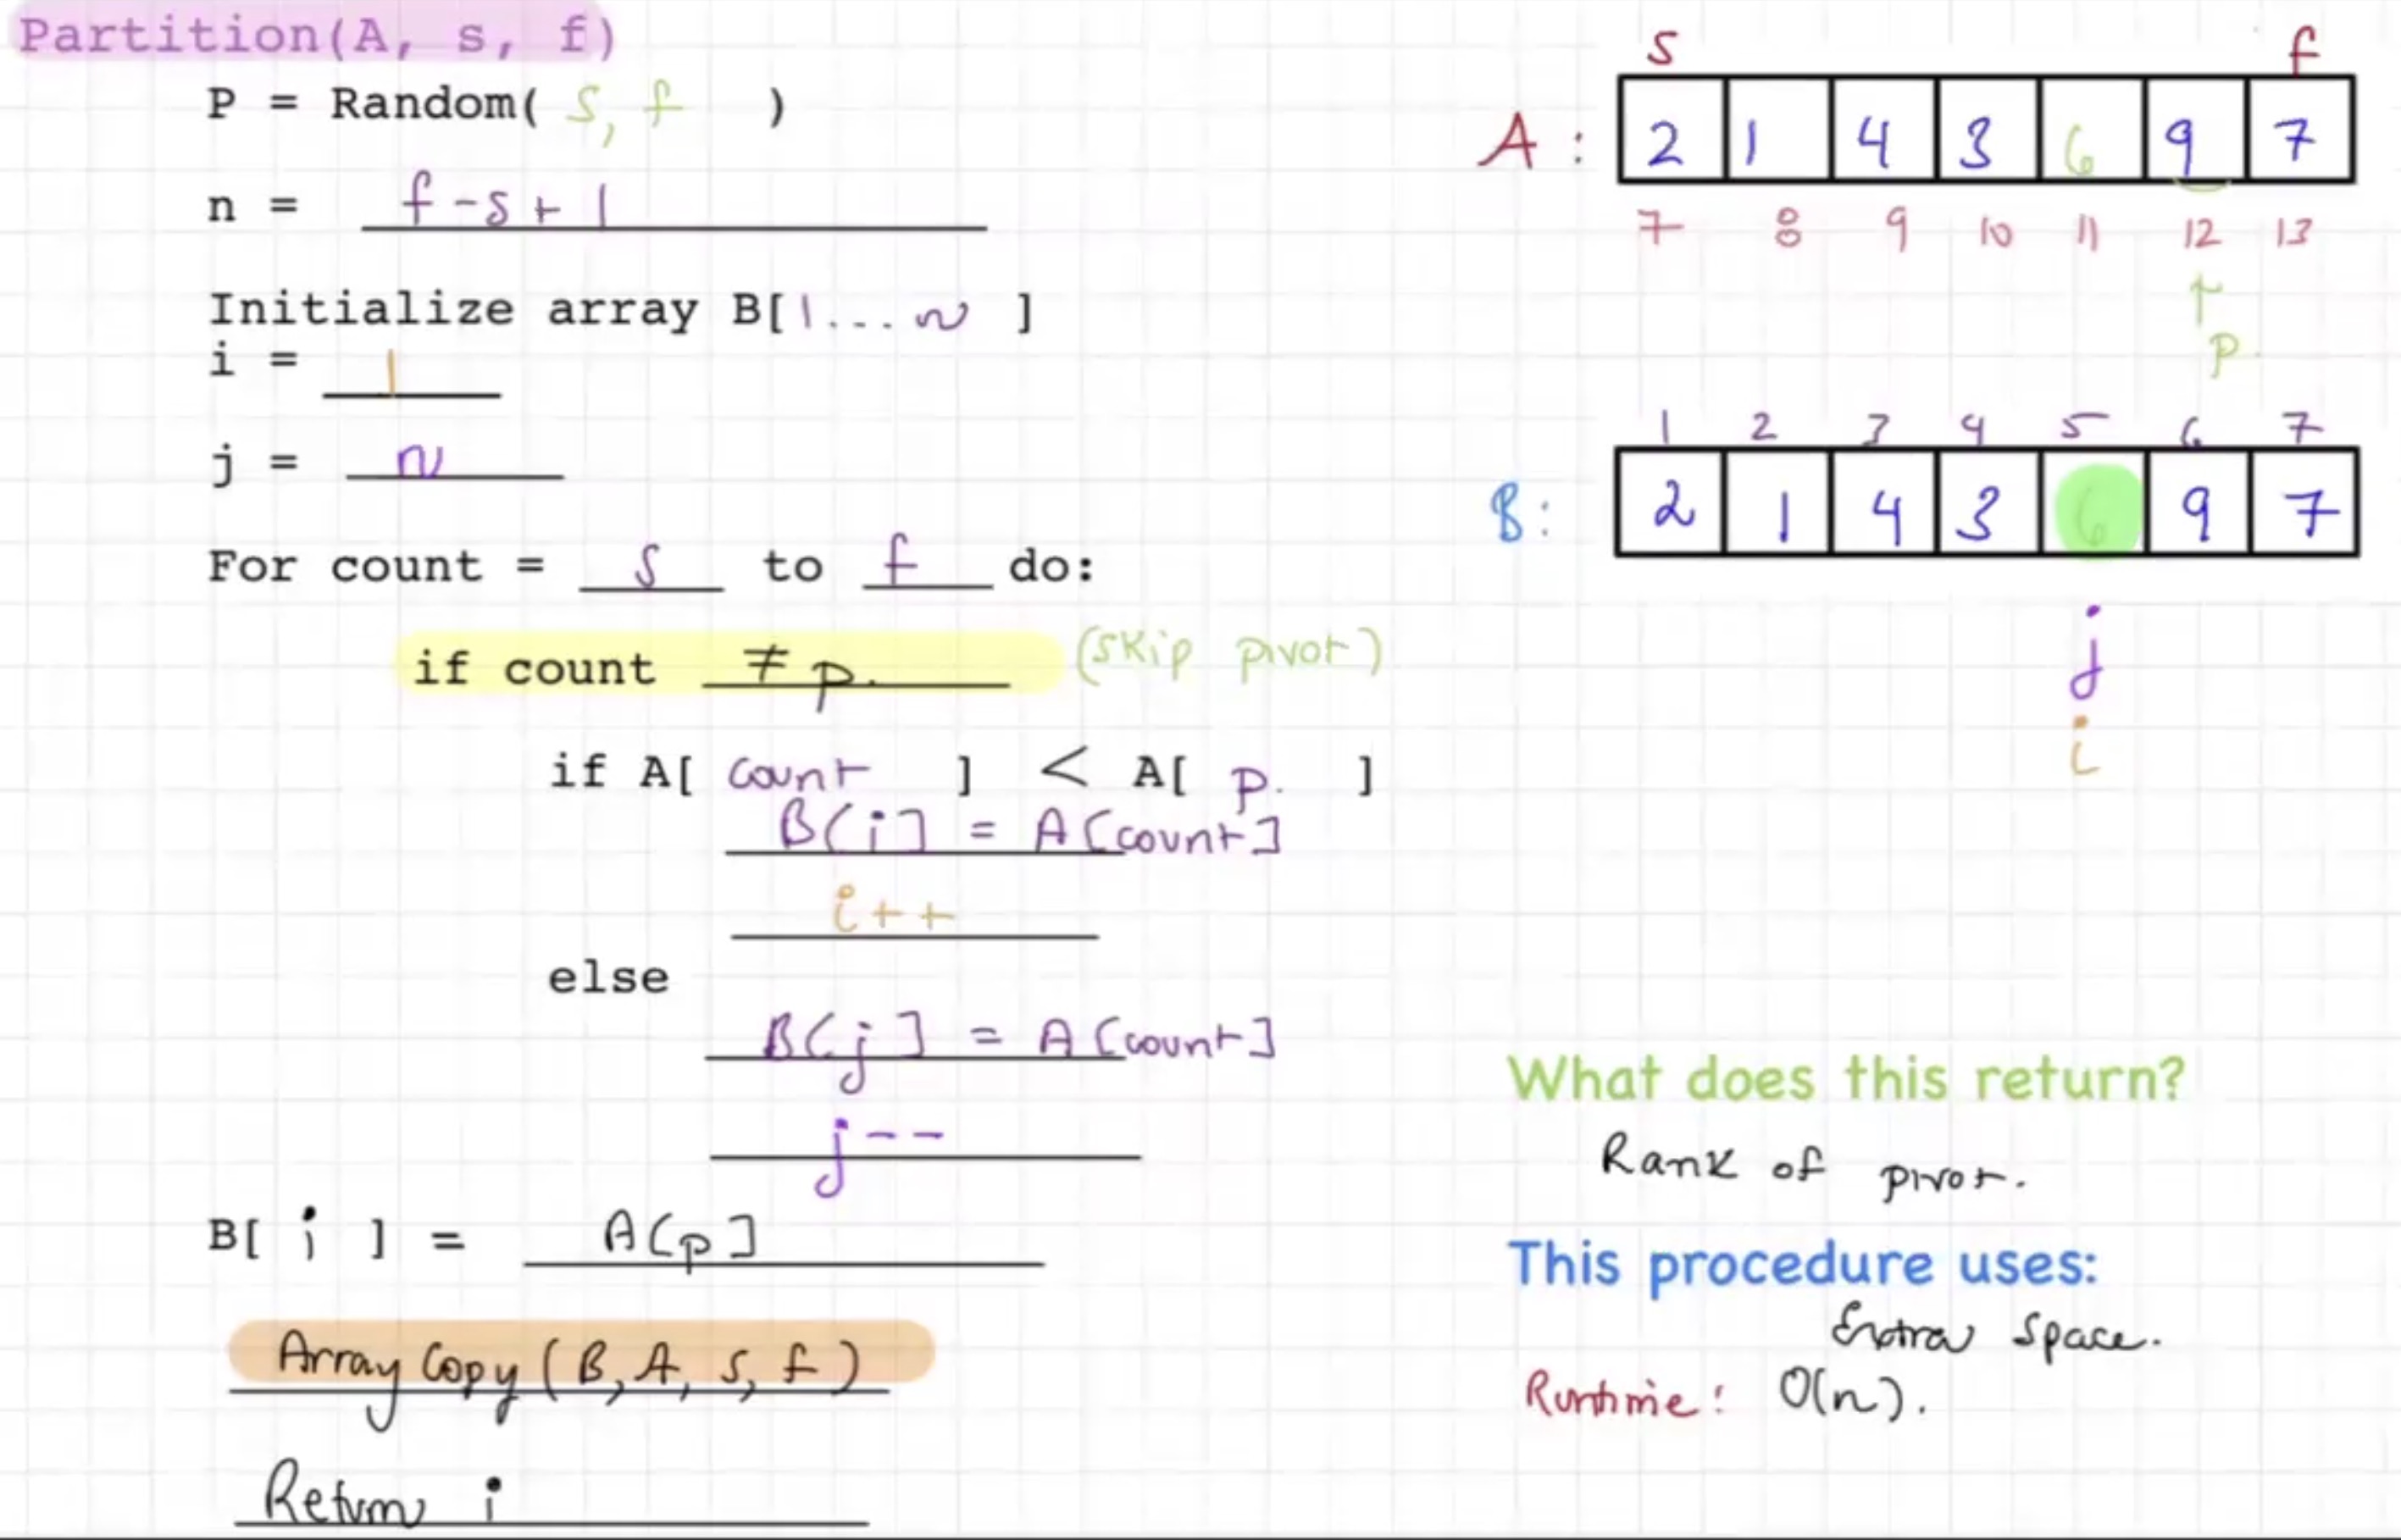 Partition(A, s, f)
P = Random( s, f )
n = f-s+1
Initialize array B[1...n ]
i = 1
j = n
For count = s to f do:
if count ≠ p. (skip pivot)
if A[ count ] < A[ p. ]
B[i] = A[count]
i++
else
B[j] = A[count]
j--
B[ i ] = A[p]
ArrayCopy(B, A, s, f)
Return i
s f
A: 2 1 4 3 6 9 7
7 8 9 10 11 12 13
↑
p.
1 2 3 4 5 6 7
B: 2 1 4 3 6 9 7
j
i
What does this return?
Rank of pivot.
This procedure uses:
Extra space.
Runtime: O(n).